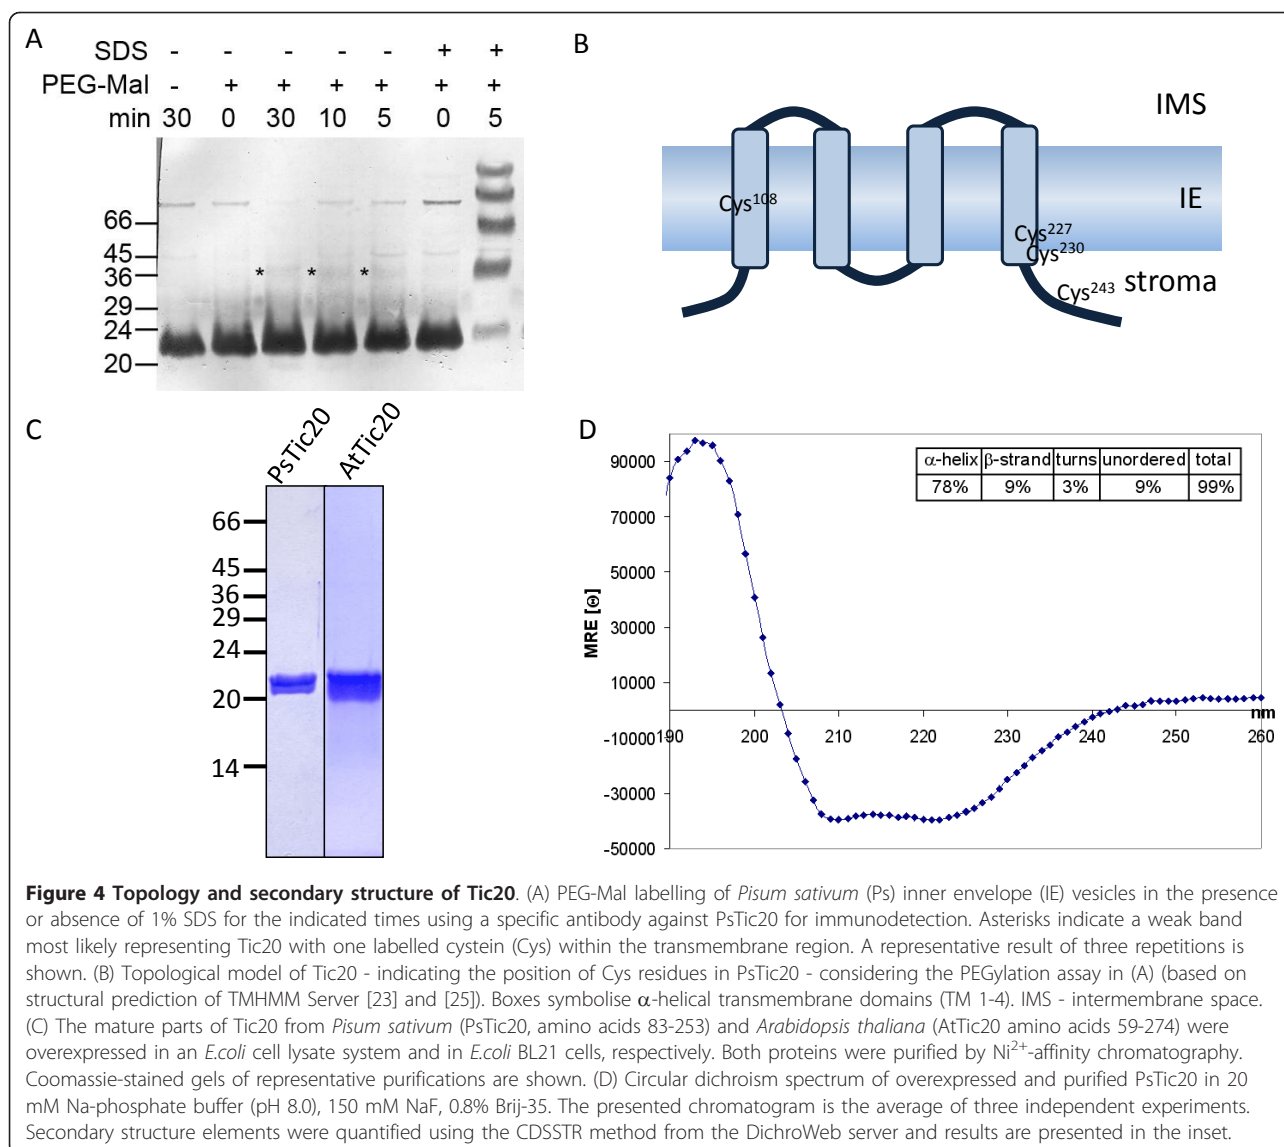 A
SDS - - - - - + +
PEG-Mal - + + + + + +
min 30 0 30 10 5 0 5
66
45
36
29
24
20
* * *
B
IMS
IE
stroma
Cys108
Cys227
Cys230
Cys243
C
PsTic20 AtTic20
66
45
36
29
24
20
14
D
α-helix β-strand turns unordered total
78% 9% 3% 9% 99%
MRE [Θ]
90000
70000
50000
30000
10000
-10000
-30000
-50000
190 200 210 220 230 240 250 260
nm
Figure 4 Topology and secondary structure of Tic20. (A) PEG-Mal labelling of Pisum sativum (Ps) inner envelope (IE) vesicles in the presence
or absence of 1% SDS for the indicated times using a specific antibody against PsTic20 for immunodetection. Asterisks indicate a weak band
most likely representing Tic20 with one labelled cystein (Cys) within the transmembrane region. A representative result of three repetitions is
shown. (B) Topological model of Tic20 - indicating the position of Cys residues in PsTic20 - considering the PEGylation assay in (A) (based on
structural prediction of TMHMM Server [23] and [25]). Boxes symbolise α-helical transmembrane domains (TM 1-4). IMS - intermembrane space.
(C) The mature parts of Tic20 from Pisum sativum (PsTic20, amino acids 83-253) and Arabidopsis thaliana (AtTic20 amino acids 59-274) were
overexpressed in an E.coli cell lysate system and in E.coli BL21 cells, respectively. Both proteins were purified by Ni2+-affinity chromatography.
Coomassie-stained gels of representative purifications are shown. (D) Circular dichroism spectrum of overexpressed and purified PsTic20 in 20
mM Na-phosphate buffer (pH 8.0), 150 mM NaF, 0.8% Brij-35. The presented chromatogram is the average of three independent experiments.
Secondary structure elements were quantified using the CDSSTR method from the DichroWeb server and results are presented in the inset.